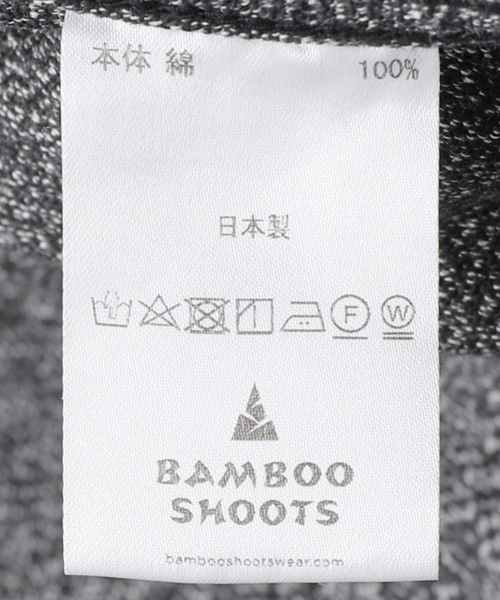 本体 綿 100%
日本製
F W
BAMBOO
SHOOTS
bambooshootswear.com